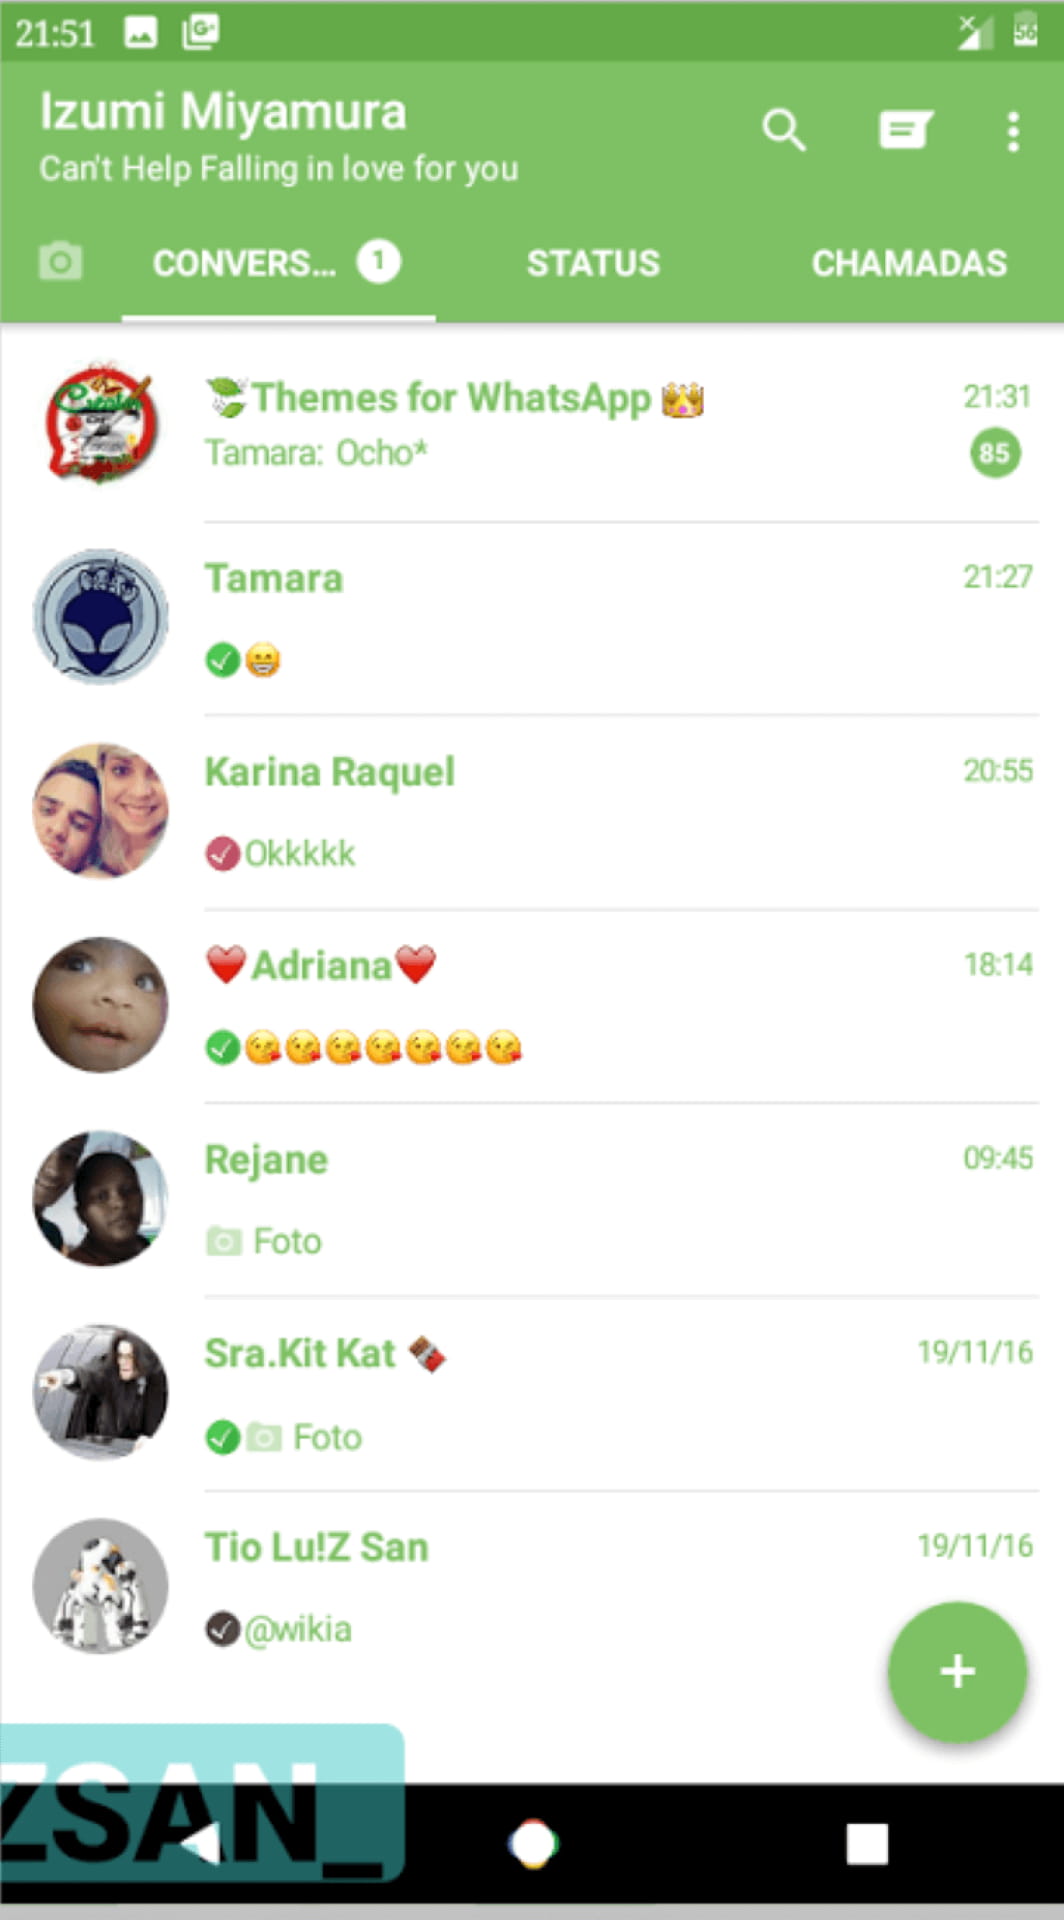 21:51 G+ 56
Izumi Miyamura
Can't Help Falling in love for you
CONVERS... 1 STATUS CHAMADAS
🍃Themes for WhatsApp 👑 21:31
Tamara: Ocho* 85
Tamara 21:27
😁
Karina Raquel 20:55
Okkkkk
❤️Adriana❤️ 18:14
😘😘😘😘😘😘😘
Rejane 09:45
Foto
Sra.Kit Kat 🍫 19/11/16
Foto
Tio Lu!Z San 19/11/16
@wikia
ZSAN_